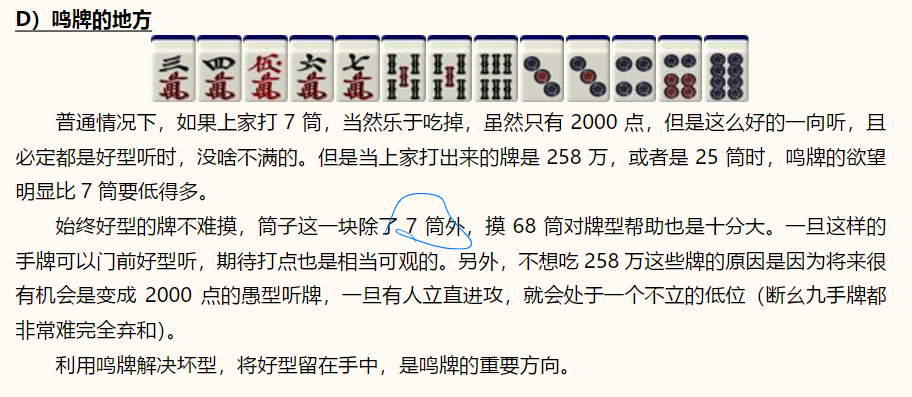 D）鸣牌的地方
三萬 四萬 伍萬 六萬 七萬
普通情况下，如果上家打 7 筒，当然乐于吃掉，虽然只有 2000 点，但是这么好的一向听，且
必定都是好型听时，没啥不满的。但是当上家打出来的牌是 258 万，或者是 25 筒时，鸣牌的欲望
明显比 7 筒要低得多。
始终好型的牌不难摸，筒子这一块除了 7 筒外，摸 68 筒对牌型帮助也是十分大。一旦这样的
手牌可以门前好型听，期待打点也是相当可观的。另外，不想吃 258 万这些牌的原因是因为将来很
有机会是变成 2000 点的愚型听牌，一旦有人立直进攻，就会处于一个不立的低位（断幺九手牌都
非常难完全弃和）。
利用鸣牌解决坏型，将好型留在手中，是鸣牌的重要方向。